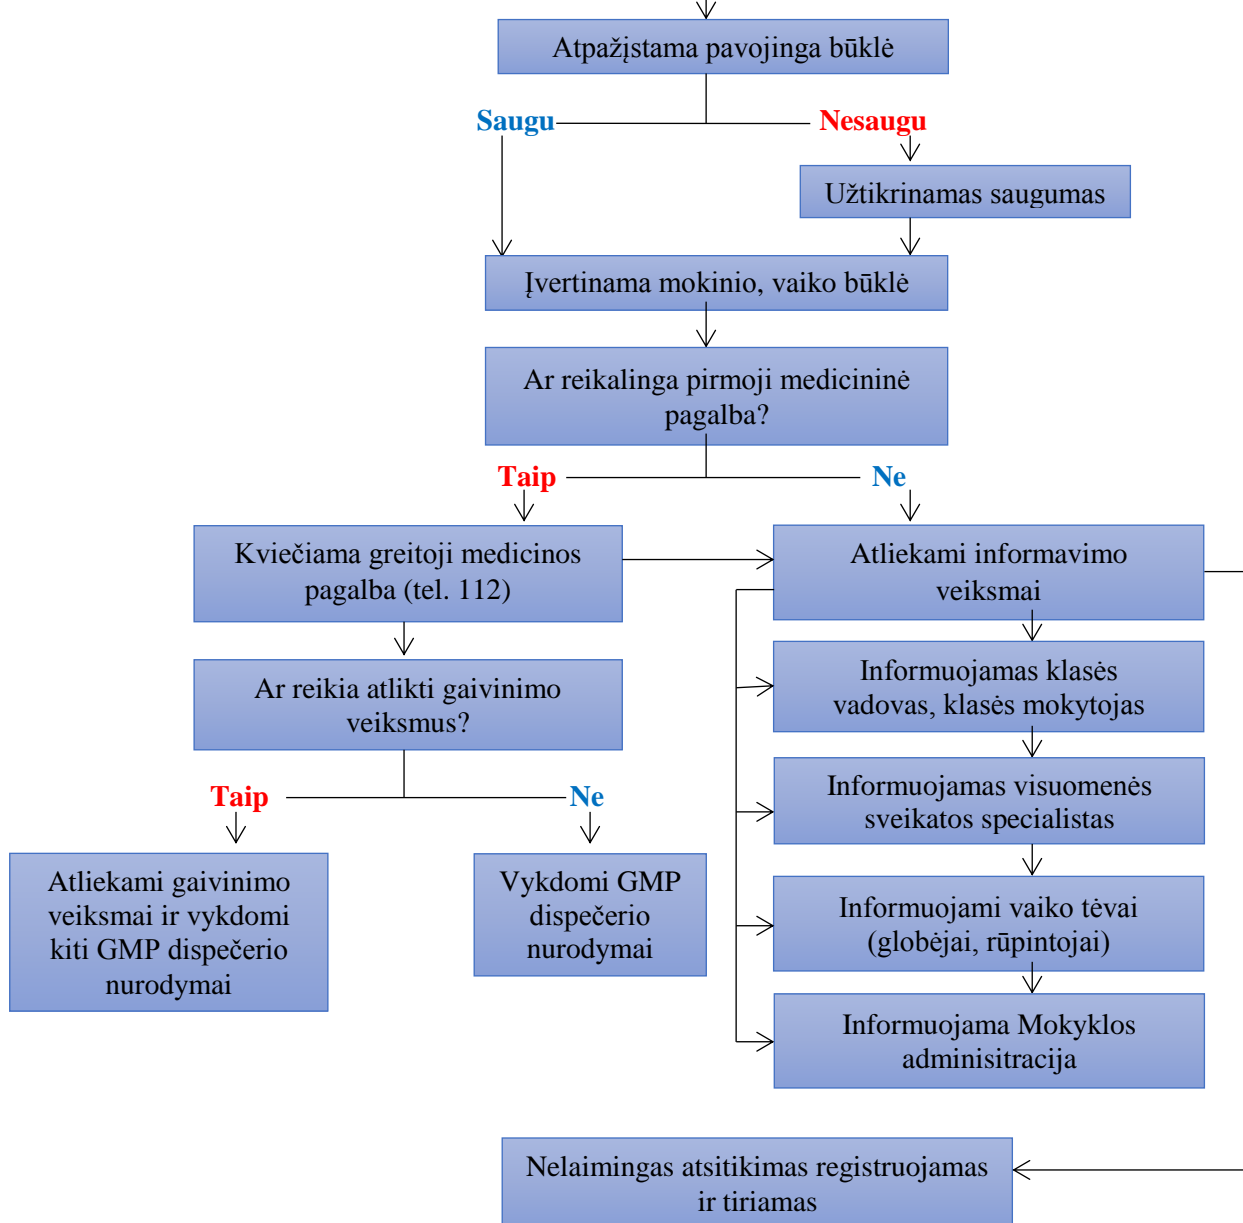 Atpažįstama pavojinga būklė
Saugu
Nesaugu
Užtikrinamas saugumas
Įvertinama mokinio, vaiko būklė
Ar reikalinga pirmoji medicininė
pagalba?
Taip
Ne
Kviečiama greitoji medicinos
pagalba (tel. 112)
Atliekami informavimo
veiksmai
Ar reikia atlikti gaivinimo
veiksmus?
Informuojamas klasės
vadovas, klasės mokytojas
Taip
Ne
Informuojamas visuomenės
sveikatos specialistas
Atliekami gaivinimo
veiksmai ir vykdomi
kiti GMP dispečerio
nurodymai
Vykdomi GMP
dispečerio
nurodymai
Informuojami vaiko tėvai
(globėjai, rūpintojai)
Informuojama Mokyklos
adminisitracija
Nelaimingas atsitikimas registruojamas
ir tiriamas